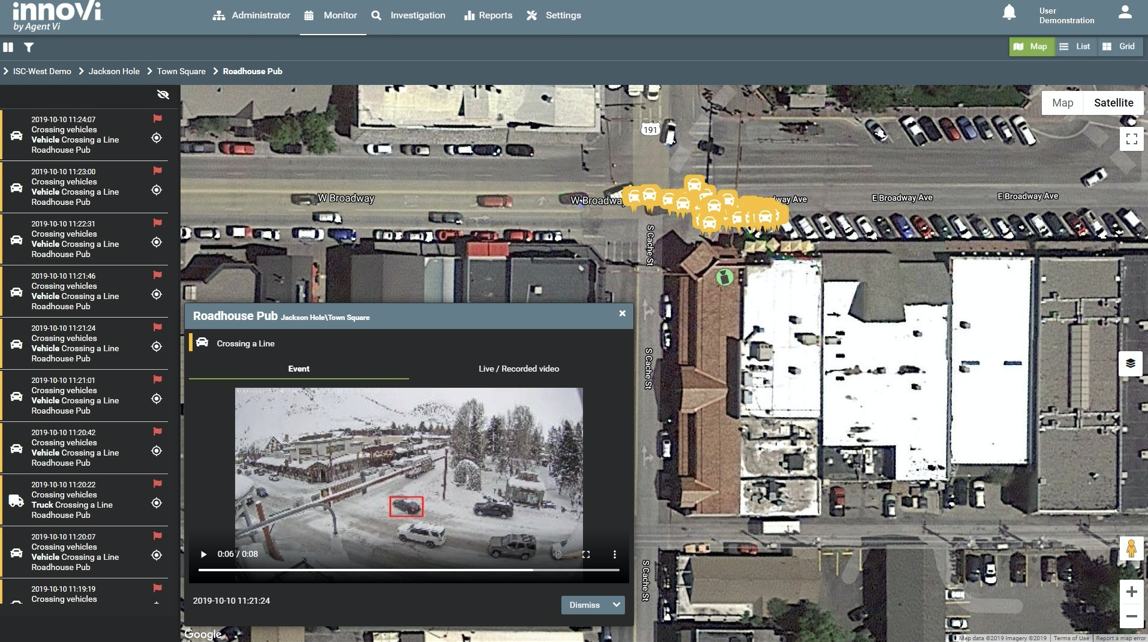 innoVi
by Agent Vi
Administrator
Monitor
Investigation
Reports
Settings
User
Demonstration
Map
List
Grid
ISC-West Demo
Jackson Hole
Town Square
Roadhouse Pub
2019-10-10 11:24:07
Crossing vehicles
Vehicle Crossing a Line
Roadhouse Pub
2019-10-10 11:23:00
Crossing vehicles
Vehicle Crossing a Line
Roadhouse Pub
2019-10-10 11:22:31
Crossing vehicles
Vehicle Crossing a Line
Roadhouse Pub
2019-10-10 11:21:46
Crossing vehicles
Vehicle Crossing a Line
Roadhouse Pub
2019-10-10 11:21:24
Crossing vehicles
Vehicle Crossing a Line
Roadhouse Pub
2019-10-10 11:21:01
Crossing vehicles
Vehicle Crossing a Line
Roadhouse Pub
2019-10-10 11:20:42
Crossing vehicles
Vehicle Crossing a Line
Roadhouse Pub
2019-10-10 11:20:22
Crossing vehicles
Truck Crossing a Line
Roadhouse Pub
2019-10-10 11:20:07
Crossing vehicles
Vehicle Crossing a Line
Roadhouse Pub
2019-10-10 11:19:19
Crossing vehicles
Map
Satellite
191
W Broadway
W Broadwa
way Ave
E Broadway Ave
E Broadway Ave
S Cache St
S Cache St
S Cache St
Roadhouse Pub Jackson Hole\Town Square
Crossing a Line
Event
Live / Recorded video
0:06 / 0:08
2019-10-10 11:21:24
Dismiss
Google
Map data ©2019 Imagery ©2019
Terms of Use
Report a map